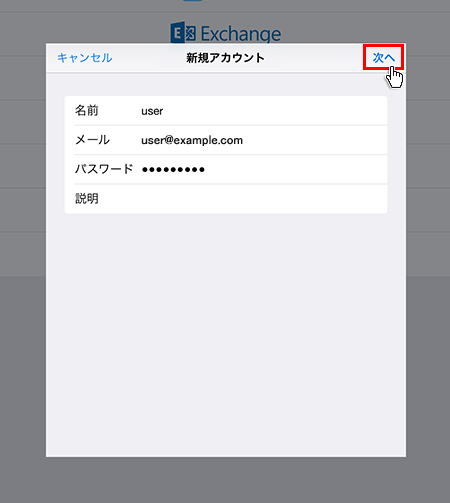 Exchange
キャンセル 新規アカウント 次へ
名前 user
メール user@example.com
パスワード ●●●●●●●●●
説明